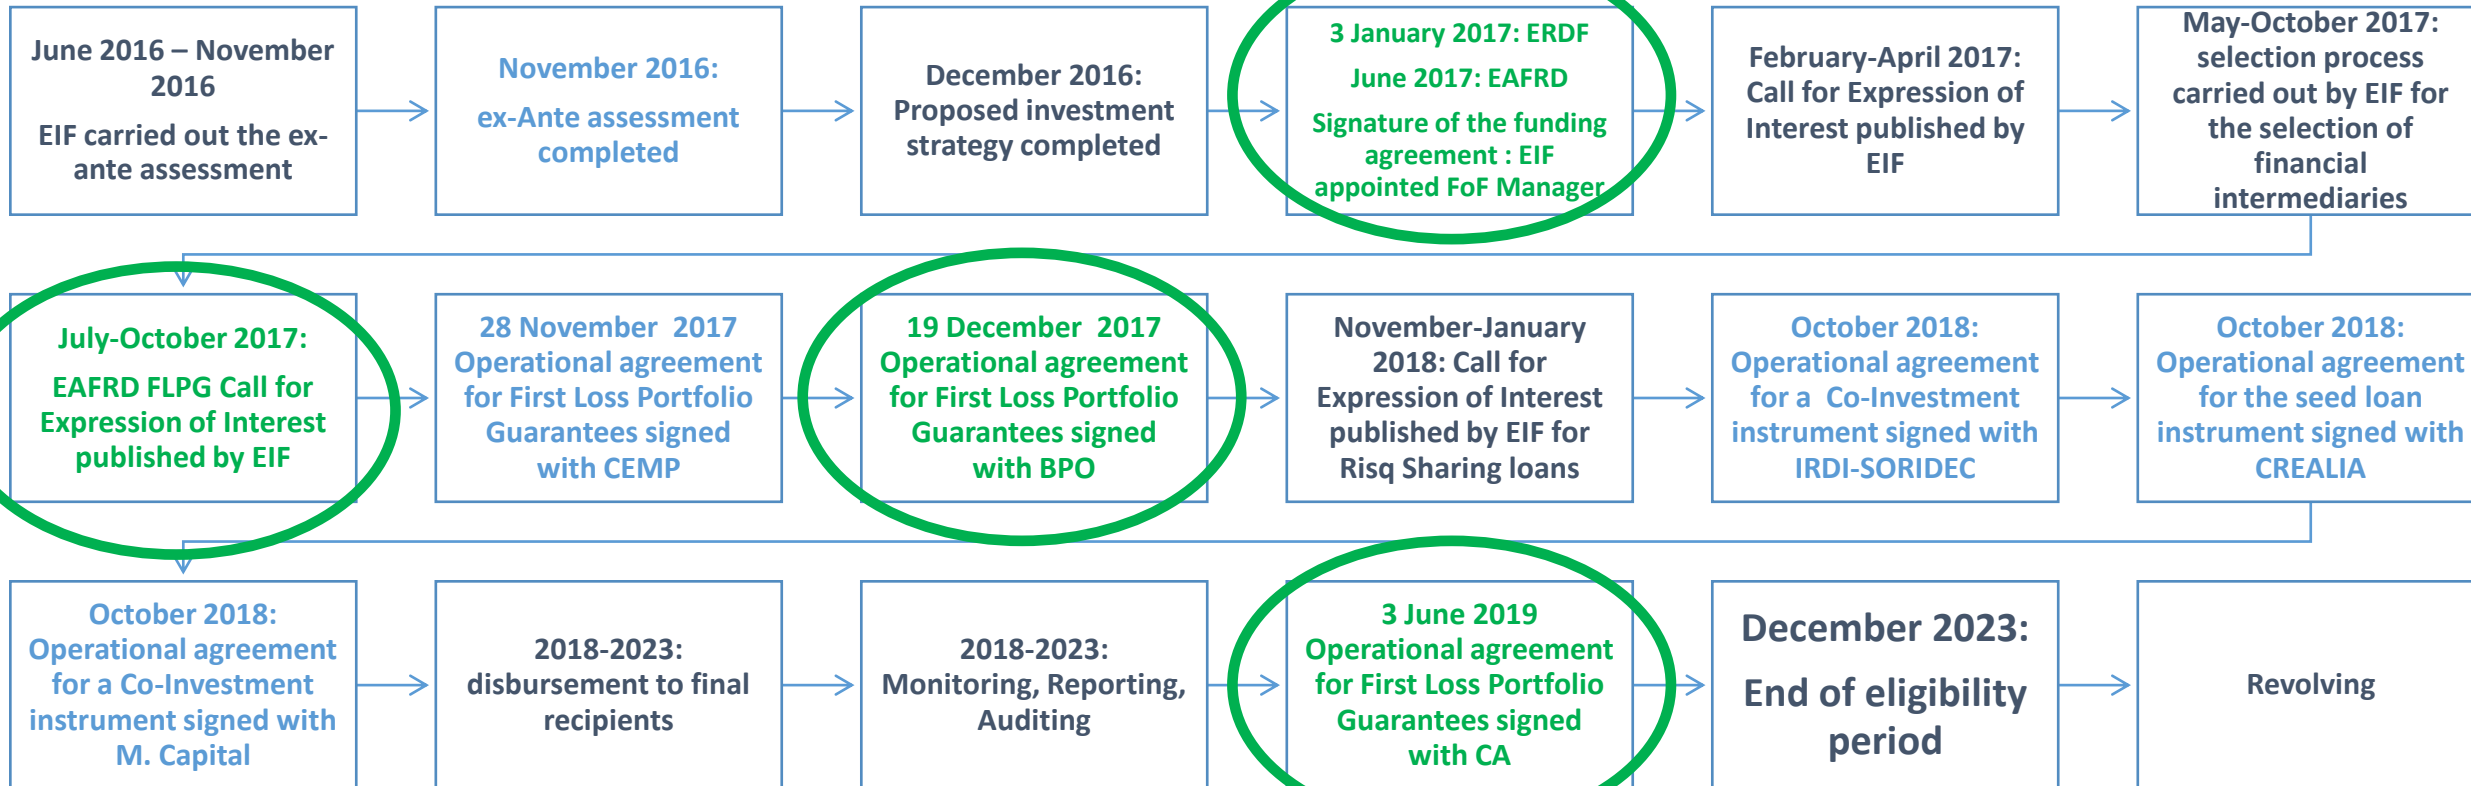 June 2016 – November
2016
EIF carried out the ex-
ante assessment
November 2016:
ex-Ante assessment
completed
December 2016:
Proposed investment
strategy completed
3 January 2017: ERDF
June 2017: EAFRD
Signature of the funding
agreement : EIF
appointed FoF Manager
February-April 2017:
Call for Expression of
Interest published by
EIF
May-October 2017:
selection process
carried out by EIF for
the selection of
financial
intermediaries
July-October 2017:
EAFRD FLPG Call for
Expression of Interest
published by EIF
28 November 2017
Operational agreement
for First Loss Portfolio
Guarantees signed
with CEMP
19 December 2017
Operational agreement
for First Loss Portfolio
Guarantees signed
with BPO
November-January
2018: Call for
Expression of Interest
published by EIF for
Risq Sharing loans
October 2018:
Operational agreement
for a Co-Investment
instrument signed with
IRDI-SORIDEC
October 2018:
Operational agreement
for the seed loan
instrument signed with
CREALIA
October 2018:
Operational agreement
for a Co-Investment
instrument signed with
M. Capital
2018-2023:
disbursement to final
recipients
2018-2023:
Monitoring, Reporting,
Auditing
3 June 2019
Operational agreement
for First Loss Portfolio
Guarantees signed
with CA
December 2023:
End of eligibility
period
Revolving